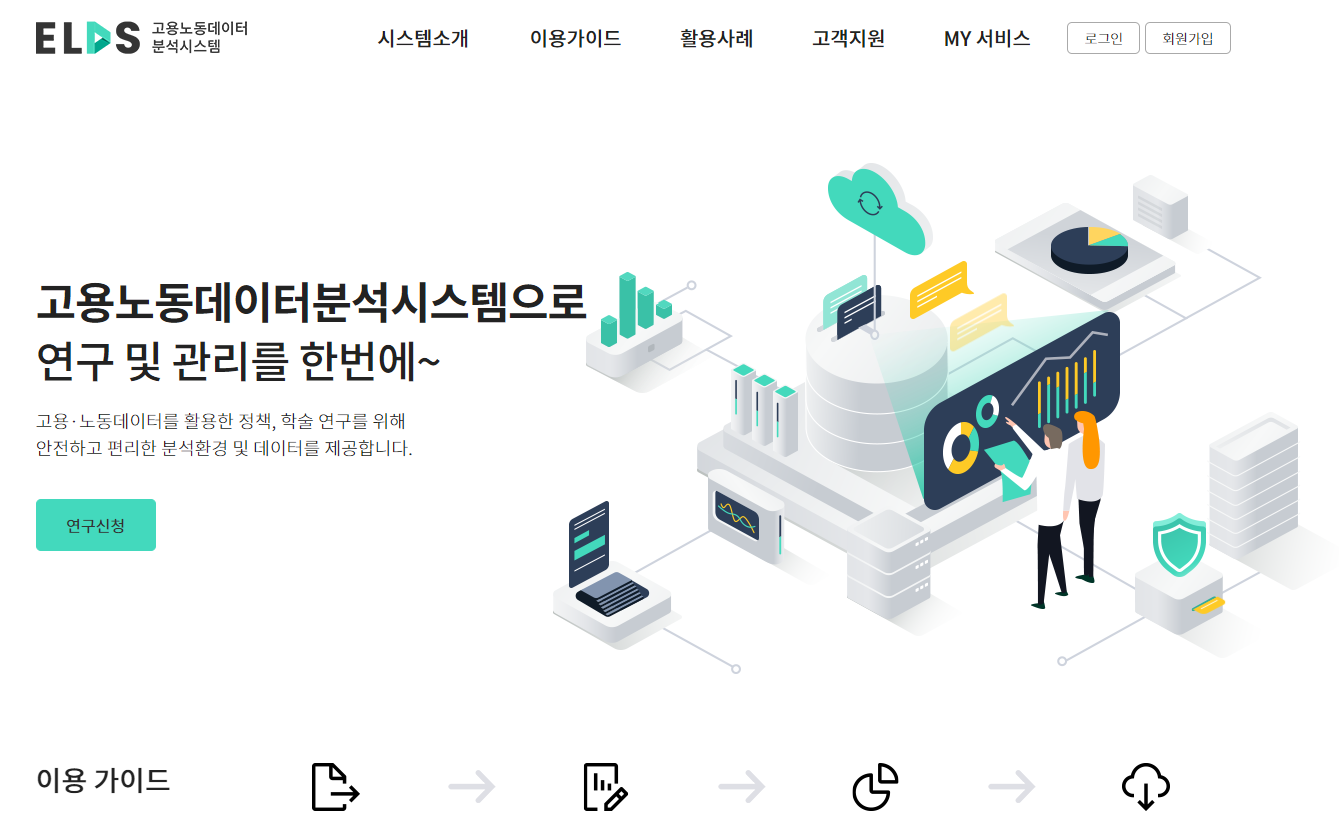 ELDS 고용노동데이터
분석시스템
시스템소개 이용가이드 활용사례 고객지원 MY 서비스 로그인 회원가입
고용노동데이터분석시스템으로
연구 및 관리를 한번에~
고용·노동데이터를 활용한 정책, 학술 연구를 위해
안전하고 편리한 분석환경 및 데이터를 제공합니다.
연구신청
이용 가이드